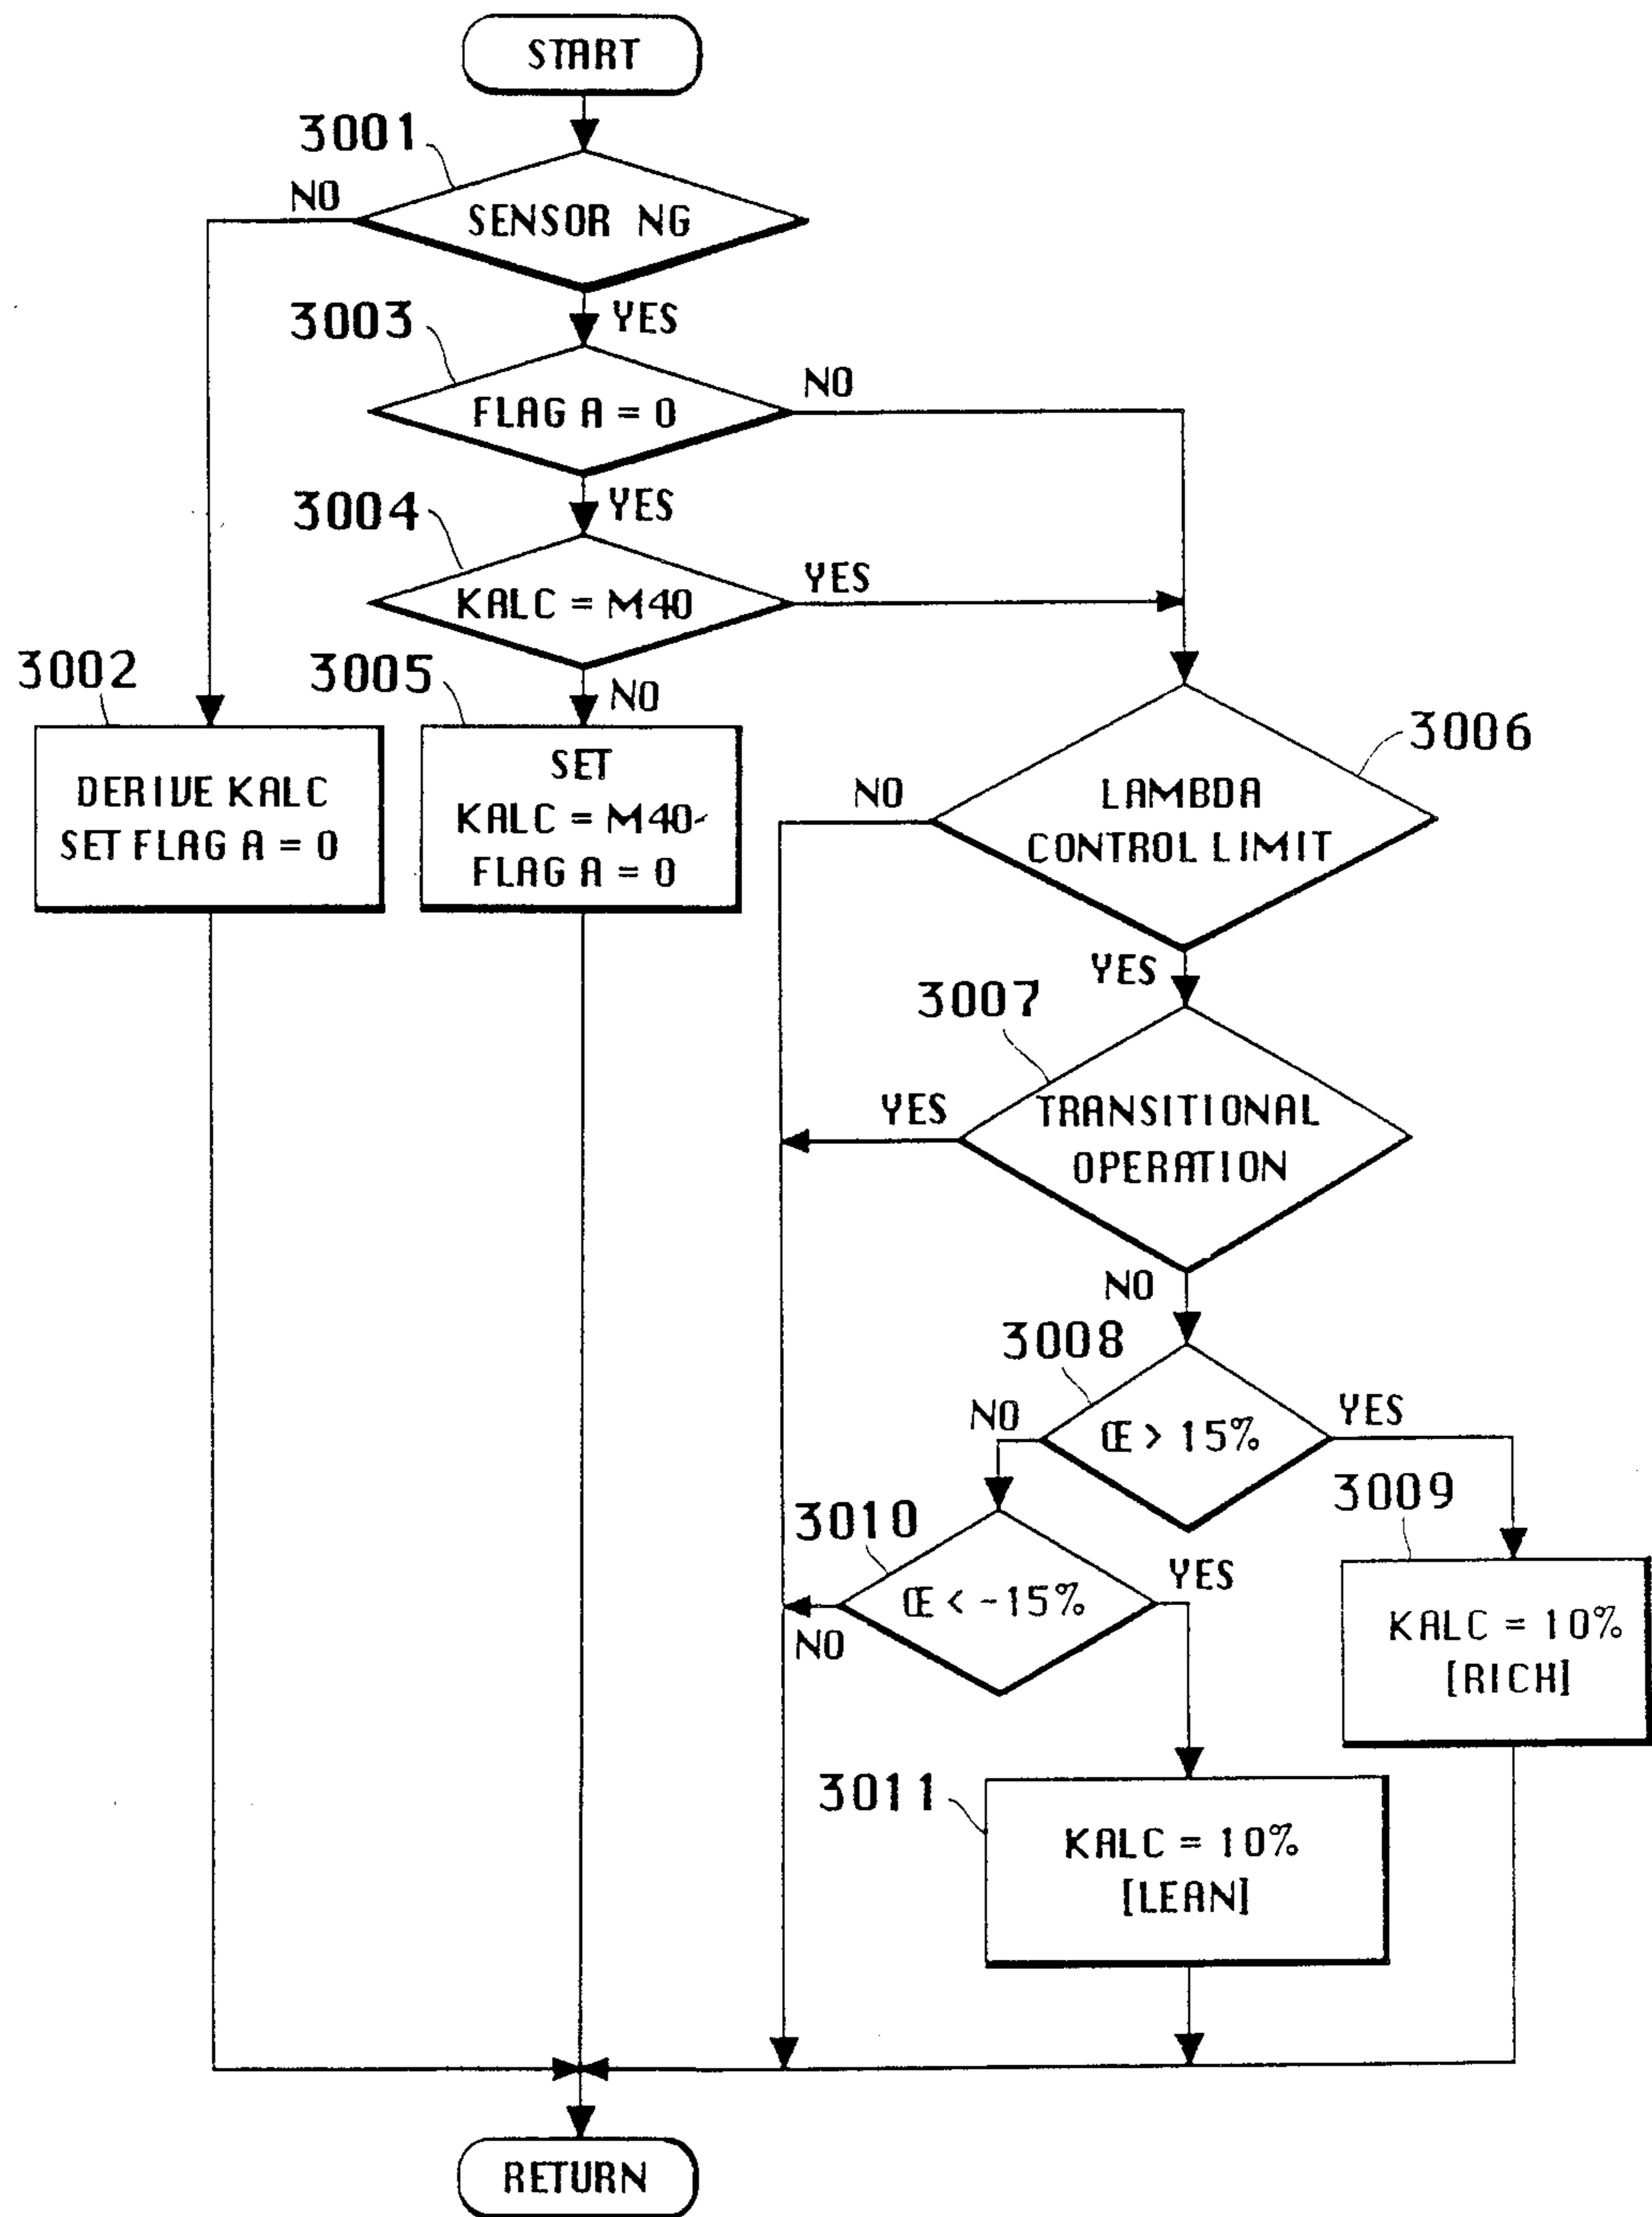 START
3001
NO
SENSOR NG
YES
3003
NO
FLAG A = 0
YES
3004
YES
KALC = M40
3002
3005
NO
3006
DERIVE KALC
SET FLAG A = 0
SET
KALC = M40
FLAG A = 0
NO
LAMBDA
CONTROL LIMIT
YES
3007
YES
TRANSITIONAL
OPERATION
NO
3008
NO
YES
Œ > 15%
3009
3010
YES
Œ < -15%
NO
KALC = 10%
[RICH]
3011
KALC = 10%
[LEAN]
RETURN